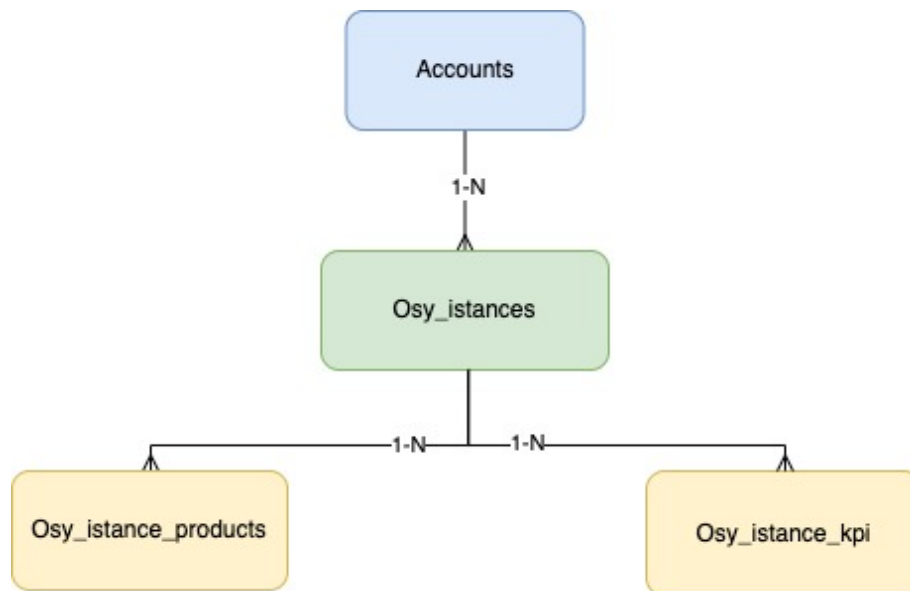 Accounts
1-N
Osy_istances
1-N
1-N
Osy_istance_products
Osy_istance_kpi